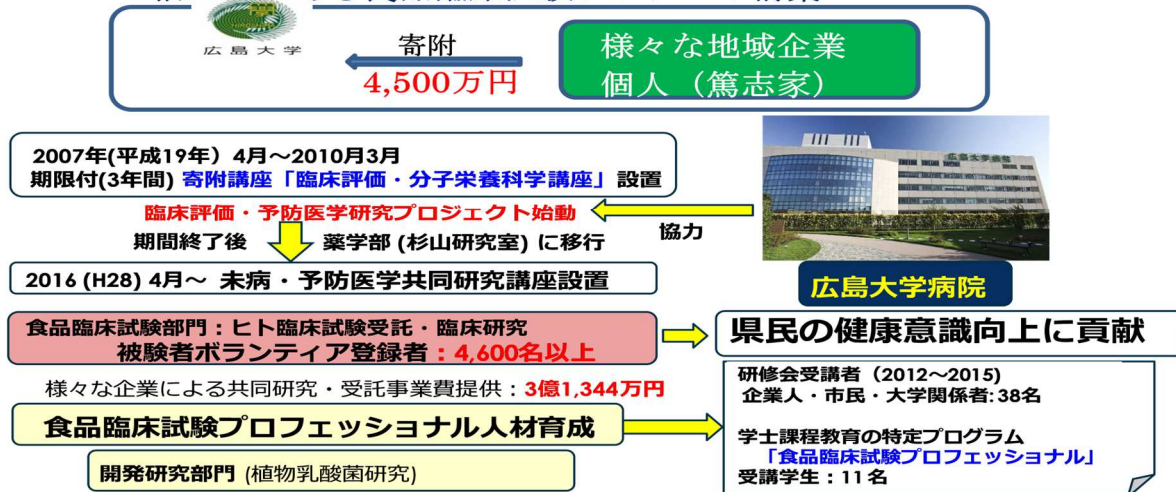 広島大学
寄附
4,500万円
様々な地域企業
個人（篤志家）
2007年(平成19年）4月～2010月3月
期限付(3年間) 寄附講座「臨床評価・分子栄養科学講座」設置
臨床評価・予防医学研究プロジェクト始動
協力
期間終了後
薬学部 (杉山研究室) に移行
2016 (H28) 4月～ 未病・予防医学共同研究講座設置
広島大学病院
広島大学病院
食品臨床試験部門：ヒト臨床試験受託・臨床研究
被験者ボランティア登録者：4,600名以上
県民の健康意識向上に貢献
様々な企業による共同研究・受託事業費提供：3億1,344万円
食品臨床試験プロフェッショナル人材育成
開発研究部門 (植物乳酸菌研究)
研修会受講者（2012～2015)
企業人・市民・大学関係者:38名
学士課程教育の特定プログラム
「食品臨床試験プロフェッショナル」
受講学生：11名